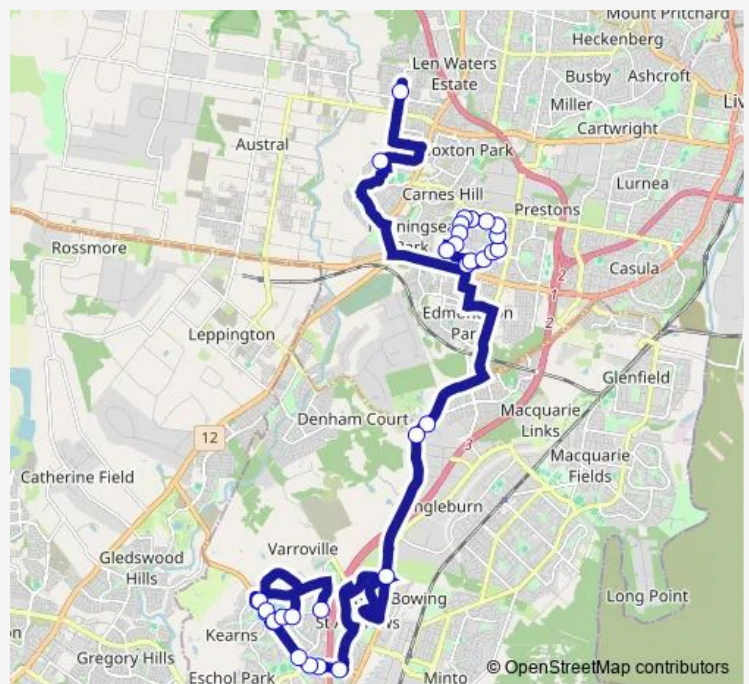 Mount Pritchard
Len Waters
Estate
Heckenberg
Busby
Ashcroft
Miller
Liv
Cartwright
Austral
oxton Park
Lurnea
Carnes Hill
Prestons
Rossmore
Casula
2
1
2
Leppington
Glenfield
Denham Court
Macquarie
Links
12
3
Macquarie
Fields
Catherine Field
ngleburn
Varroville
Gledswood
Hills
Bowing
Long Point
Kearns
Gregory Hills
Eschol Park
Minto
© OpenStreetMap contributors